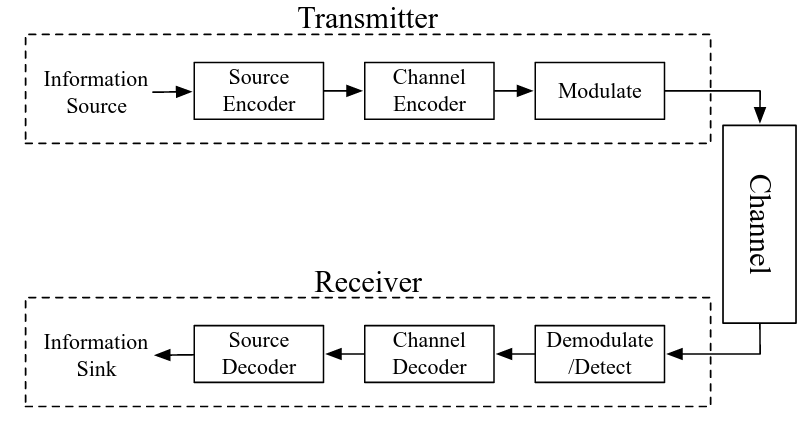 Transmitter
Information
Source
Source
Encoder
Channel
Encoder
Modulate
Channel
Receiver
Information
Sink
Source
Decoder
Channel
Decoder
Demodulate
/Detect